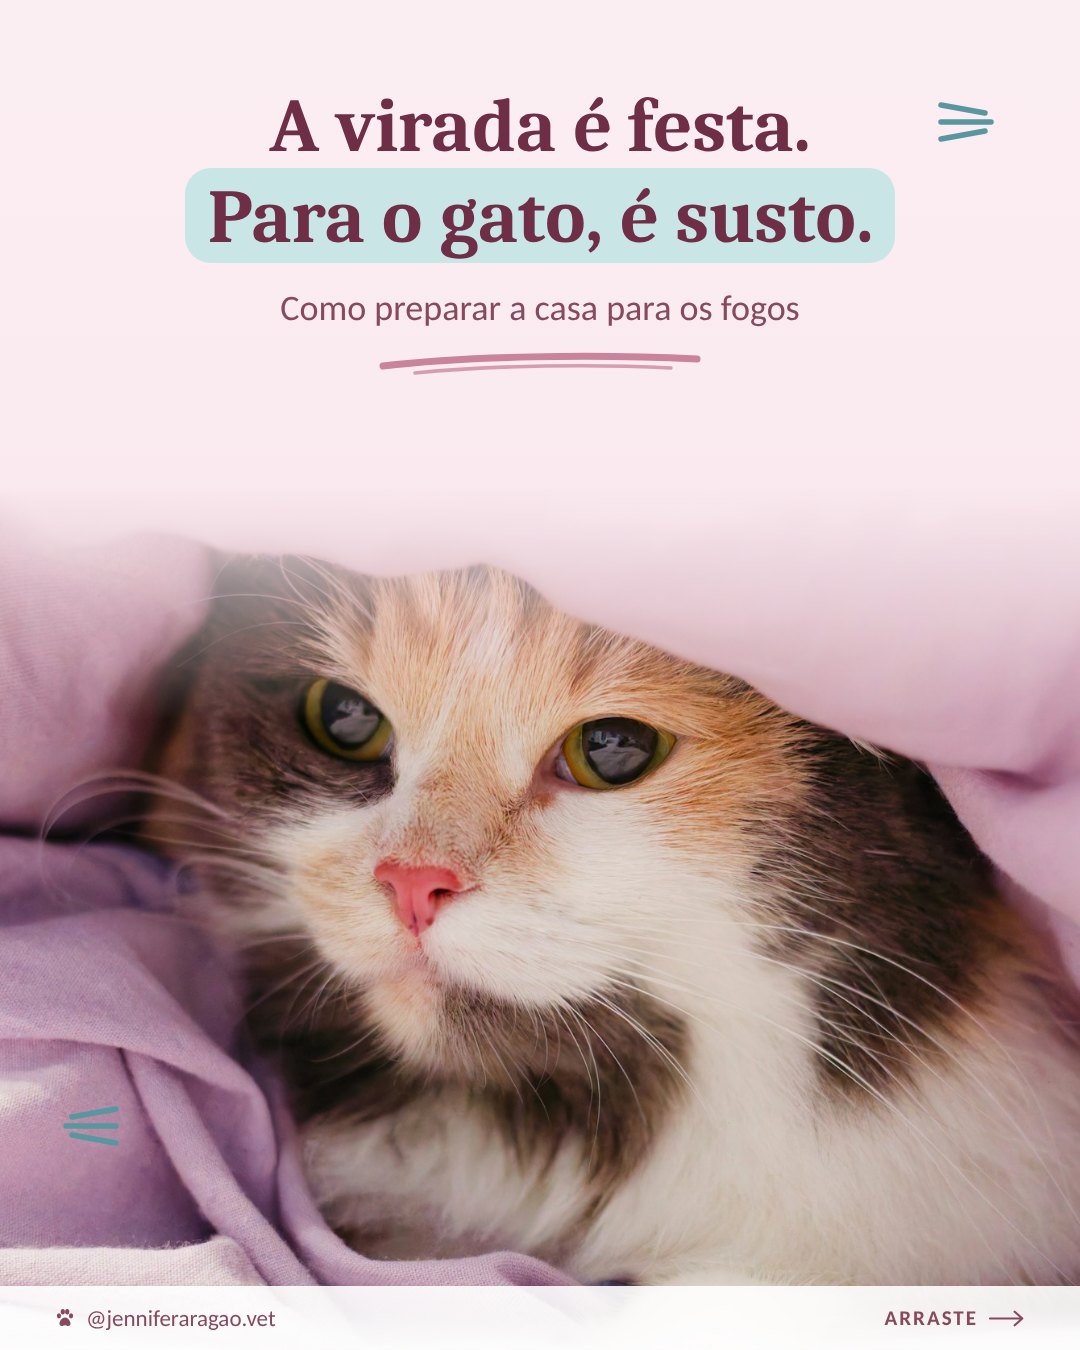 A virada é festa.
Para o gato, é susto.
Como preparar a casa para os fogos
@jenniferaragao.vet
ARRASTE